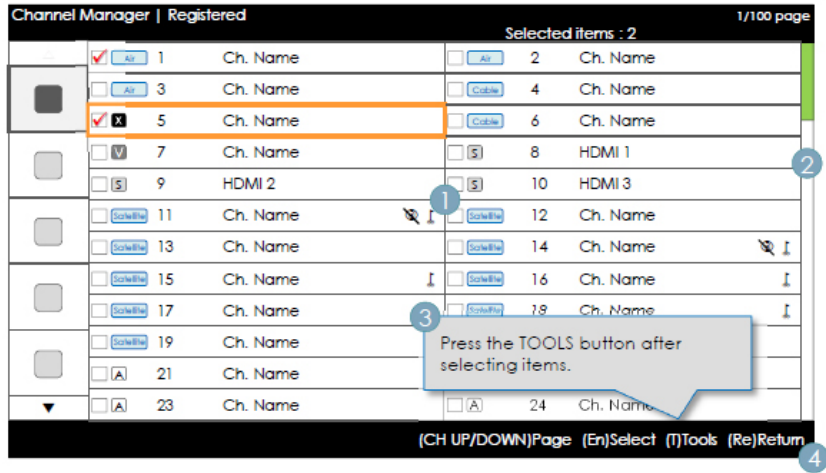 Channel Manager | Registered 1/100 page
Selected items : 2
Air 1 Ch. Name Air 2 Ch. Name
Air 3 Ch. Name Cable 4 Ch. Name
X 5 Ch. Name Cable 6 Ch. Name
V 7 Ch. Name S 8 HDMI 1
2
S 9 HDMI 2 S 10 HDMI 3
1
Satellite 11 Ch. Name Satellite 12 Ch. Name
Satellite 13 Ch. Name Satellite 14 Ch. Name
Satellite 15 Ch. Name Satellite 16 Ch. Name
Satellite 17 Ch. Name Satellite 18 Ch. Name
3
Press the TOOLS button after
selecting items.
Satellite 19 Ch. Name
A 21 Ch. Name
A 23 Ch. Name A 24 Ch. Name
(CH UP/DOWN)Page (En)Select (T)Tools (Re)Return
4